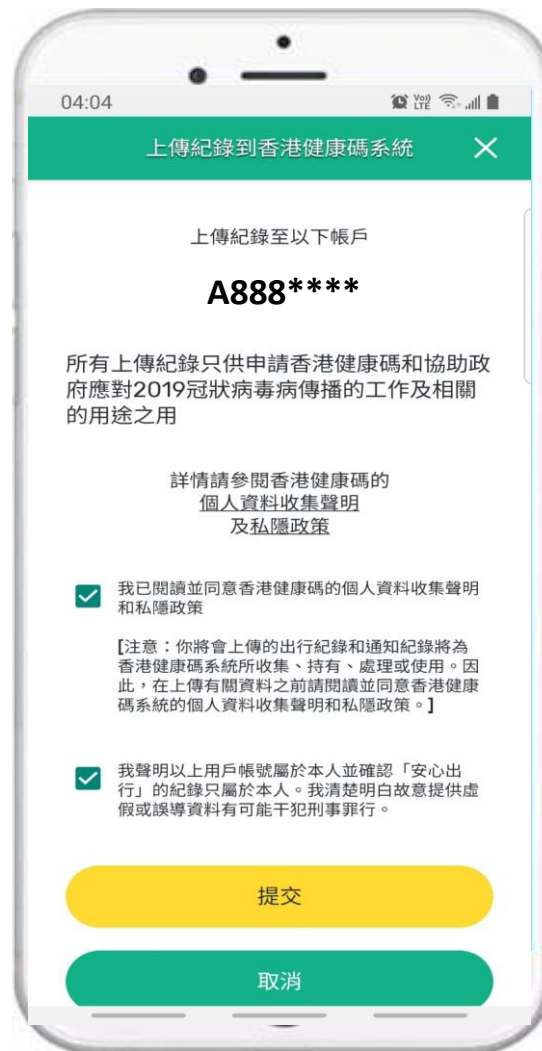 04:04
Vo))
LTE
上傳紀錄到香港健康碼系統
上傳紀錄至以下帳戶
A888****
所有上傳紀錄只供申請香港健康碼和協助政
府應對2019冠狀病毒病傳播的工作及相關
的用途之用
詳情請參閱香港健康碼的
個人資料收集聲明
及私隱政策
我已閱讀並同意香港健康碼的個人資料收集聲明
和私隱政策
[注意：你將會上傳的出行紀錄和通知紀錄將為
香港健康碼系統所收集、持有、處理或使用。因
此，在上傳有關資料之前請閱讀並同意香港健康
碼系統的個人資料收集聲明和私隱政策。]
我聲明以上用戶帳號屬於本人並確認「安心出
行」的紀錄只屬於本人。我清楚明白故意提供虛
假或誤導資料有可能干犯刑事罪行。
提交
取消